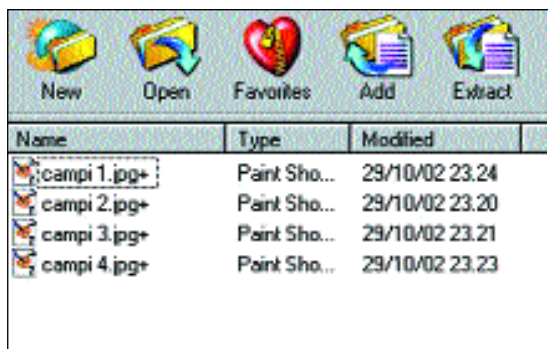 New Open Favorites Add Extract
Name Type Modified
campi 1.jpg+ Paint Sho... 29/10/02 23.24
campi 2.jpg+ Paint Sho... 29/10/02 23.20
campi 3.jpg+ Paint Sho... 29/10/02 23.21
campi 4.jpg+ Paint Sho... 29/10/02 23.23